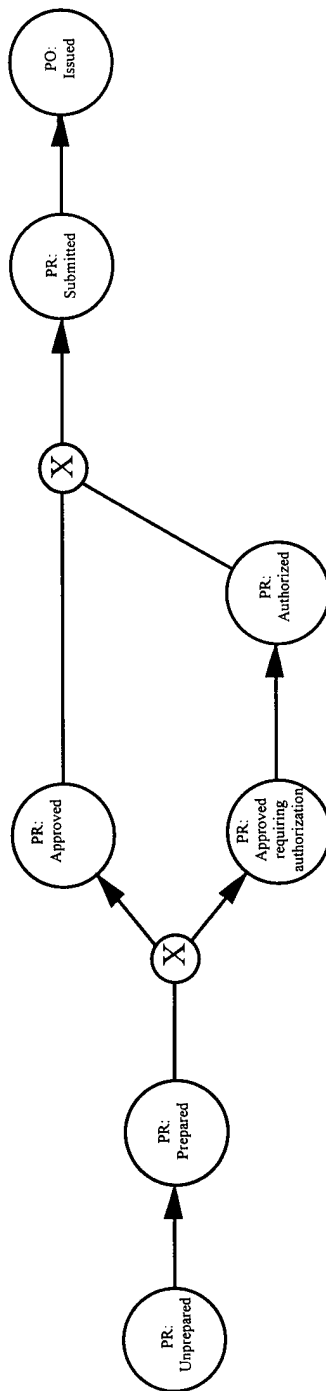 PR:
Unprepared
PR:
Prepared
X
PR:
Approved
PR:
Approved
requiring
authorization
PR:
Authorized
X
PR:
Submitted
PO:
Issued